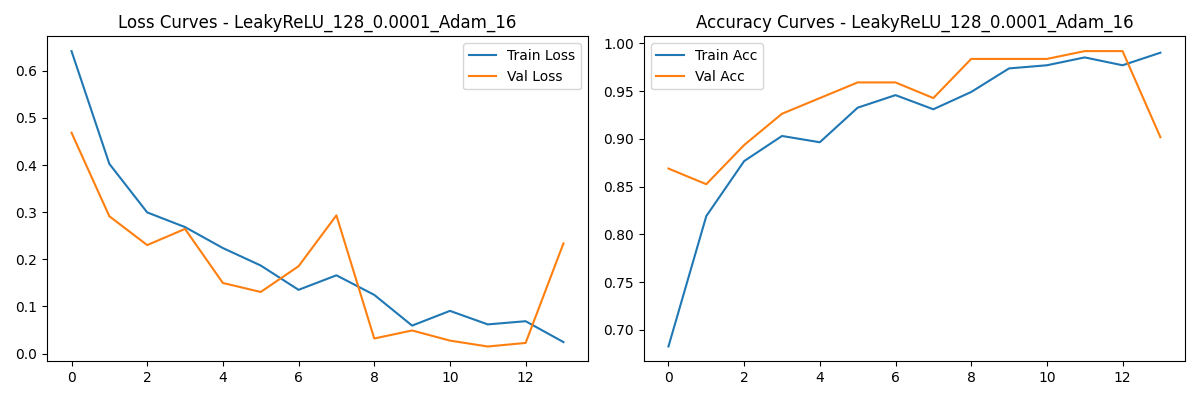 Loss Curves - LeakyReLU_128_0.0001_Adam_16
Train Loss
Val Loss
0.6
0.5
0.4
0.3
0.2
0.1
0.0
0 2 4 6 8 10 12
Accuracy Curves - LeakyReLU_128_0.0001_Adam_16
Train Acc
Val Acc
1.00
0.95
0.90
0.85
0.80
0.75
0.70
0 2 4 6 8 10 12